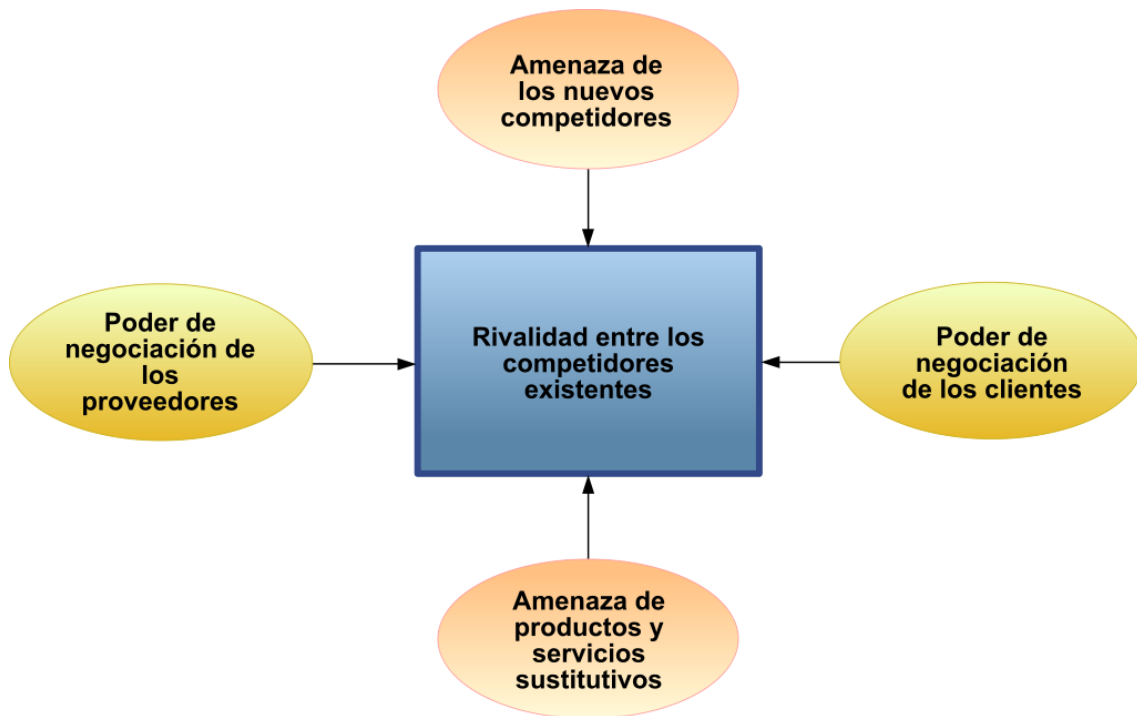 Amenaza de
los nuevos
competidores
Poder de
negociación de
los
proveedores
Rivalidad entre los
competidores
existentes
Poder de
negociación
de los clientes
Amenaza de
productos y
servicios
sustitutivos